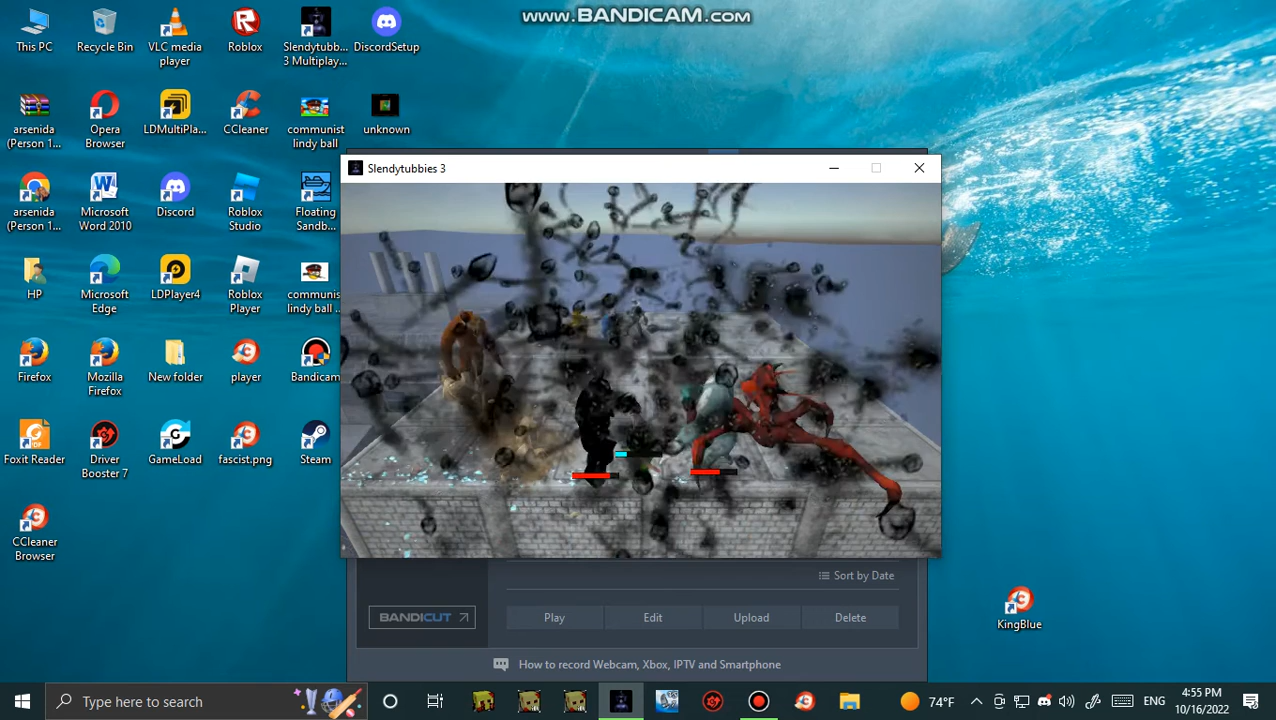 www.BANDICAM.com
This PC
Recycle Bin
VLC media
player
Roblox
Slendytubb...
3 Multiplay...
DiscordSetup
arsenida
(Person 1...
Opera
Browser
LDMultiPla...
CCleaner
communist
lindy ball
unknown
Slendytubbies 3
arsenida
(Person 1...
Microsoft
Word 2010
Discord
Roblox
Studio
Floating
Sandb...
HP
Microsoft
Edge
LDPlayer4
Roblox
Player
communis
lindy ball ..
Firefox
Mozilla
Firefox
New folder
player
Bandicam
Foxit Reader
Driver
Booster 7
GameLoad
fascist.png
Steam
CCleaner
Browser
Sort by Date
BANDICUT
Play
Edit
Upload
Delete
KingBlue
How to record Webcam, Xbox, IPTV and Smartphone
Type here to search
74°F
ENG
4:55 PM
10/16/2022